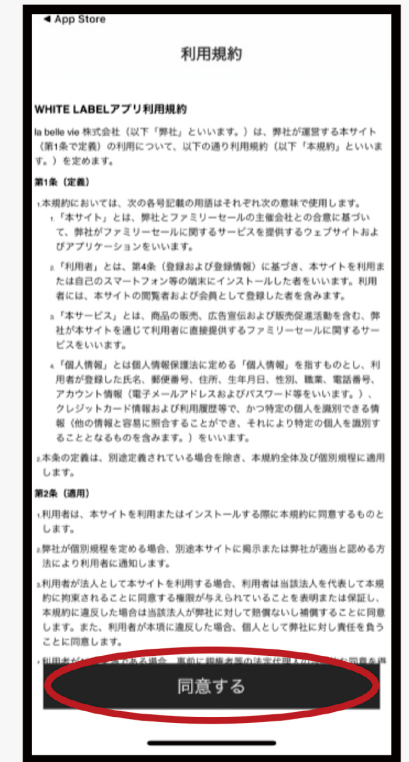 ◀ App Store
利用規約
WHITE LABELアプリ利用規約
la belle vie 株式会社（以下「弊社」といいます。）は、弊社が運営する本サイト
（第1条で定義）の利用について、以下の通り利用規約（以下「本規約」といいま
す。）を定めます。
第1条（定義）
1.本規約においては、次の各号記載の用語はそれぞれ次の意味で使用します。
1.「本サイト」とは、弊社とファミリーセールの主催会社との合意に基づい
て、弊社がファミリーセールに関するサービスを提供するウェブサイトおよ
びアプリケーションをいいます。
2.「利用者」とは、第4条（登録および登録情報）に基づき、本サイトを利用ま
たは自己のスマートフォン等の端末にインストールした者をいいます。利用
者には、本サイトの閲覧者および会員として登録した者を含みます。
3.「本サービス」とは、商品の販売、広告宣伝および販売促進活動を含む、弊
社が本サイトを通じて利用者に直接提供するファミリーセールに関するサー
ビスをいいます。
4.「個人情報」とは個人情報保護法に定める「個人情報」を指すものとし、利
用者が登録した氏名、郵便番号、住所、生年月日、性別、職業、電話番号、
アカウント情報（電子メールアドレスおよびパスワード等をいいます。）、
クレジットカード情報および利用履歴等で、かつ特定の個人を識別できる情
報（他の情報と容易に照合することができ、それにより特定の個人を識別す
ることとなるものを含みます。）をいいます。
2.本条の定義は、別途定義されている場合を除き、本規約全体及び個別規程に適用
します。
第2条（適用）
1.利用者は、本サイトを利用またはインストールする際に本規約に同意するものと
します。
2.弊社が個別規程を定める場合、別途本サイトに掲示または弊社が適当と認める方
法により利用者に通知します。
3.利用者が法人として本サイトを利用する場合、利用者は当該法人を代表して本規
約に拘束されることに同意する権限が与えられていることを表明または保証し、
本規約に違反した場合は当該法人が弊社に対して賠償ないし補償することに同意
します。また、利用者が本項に違反した場合、個人として弊社に対し責任を負う
ことに同意します。
同意する